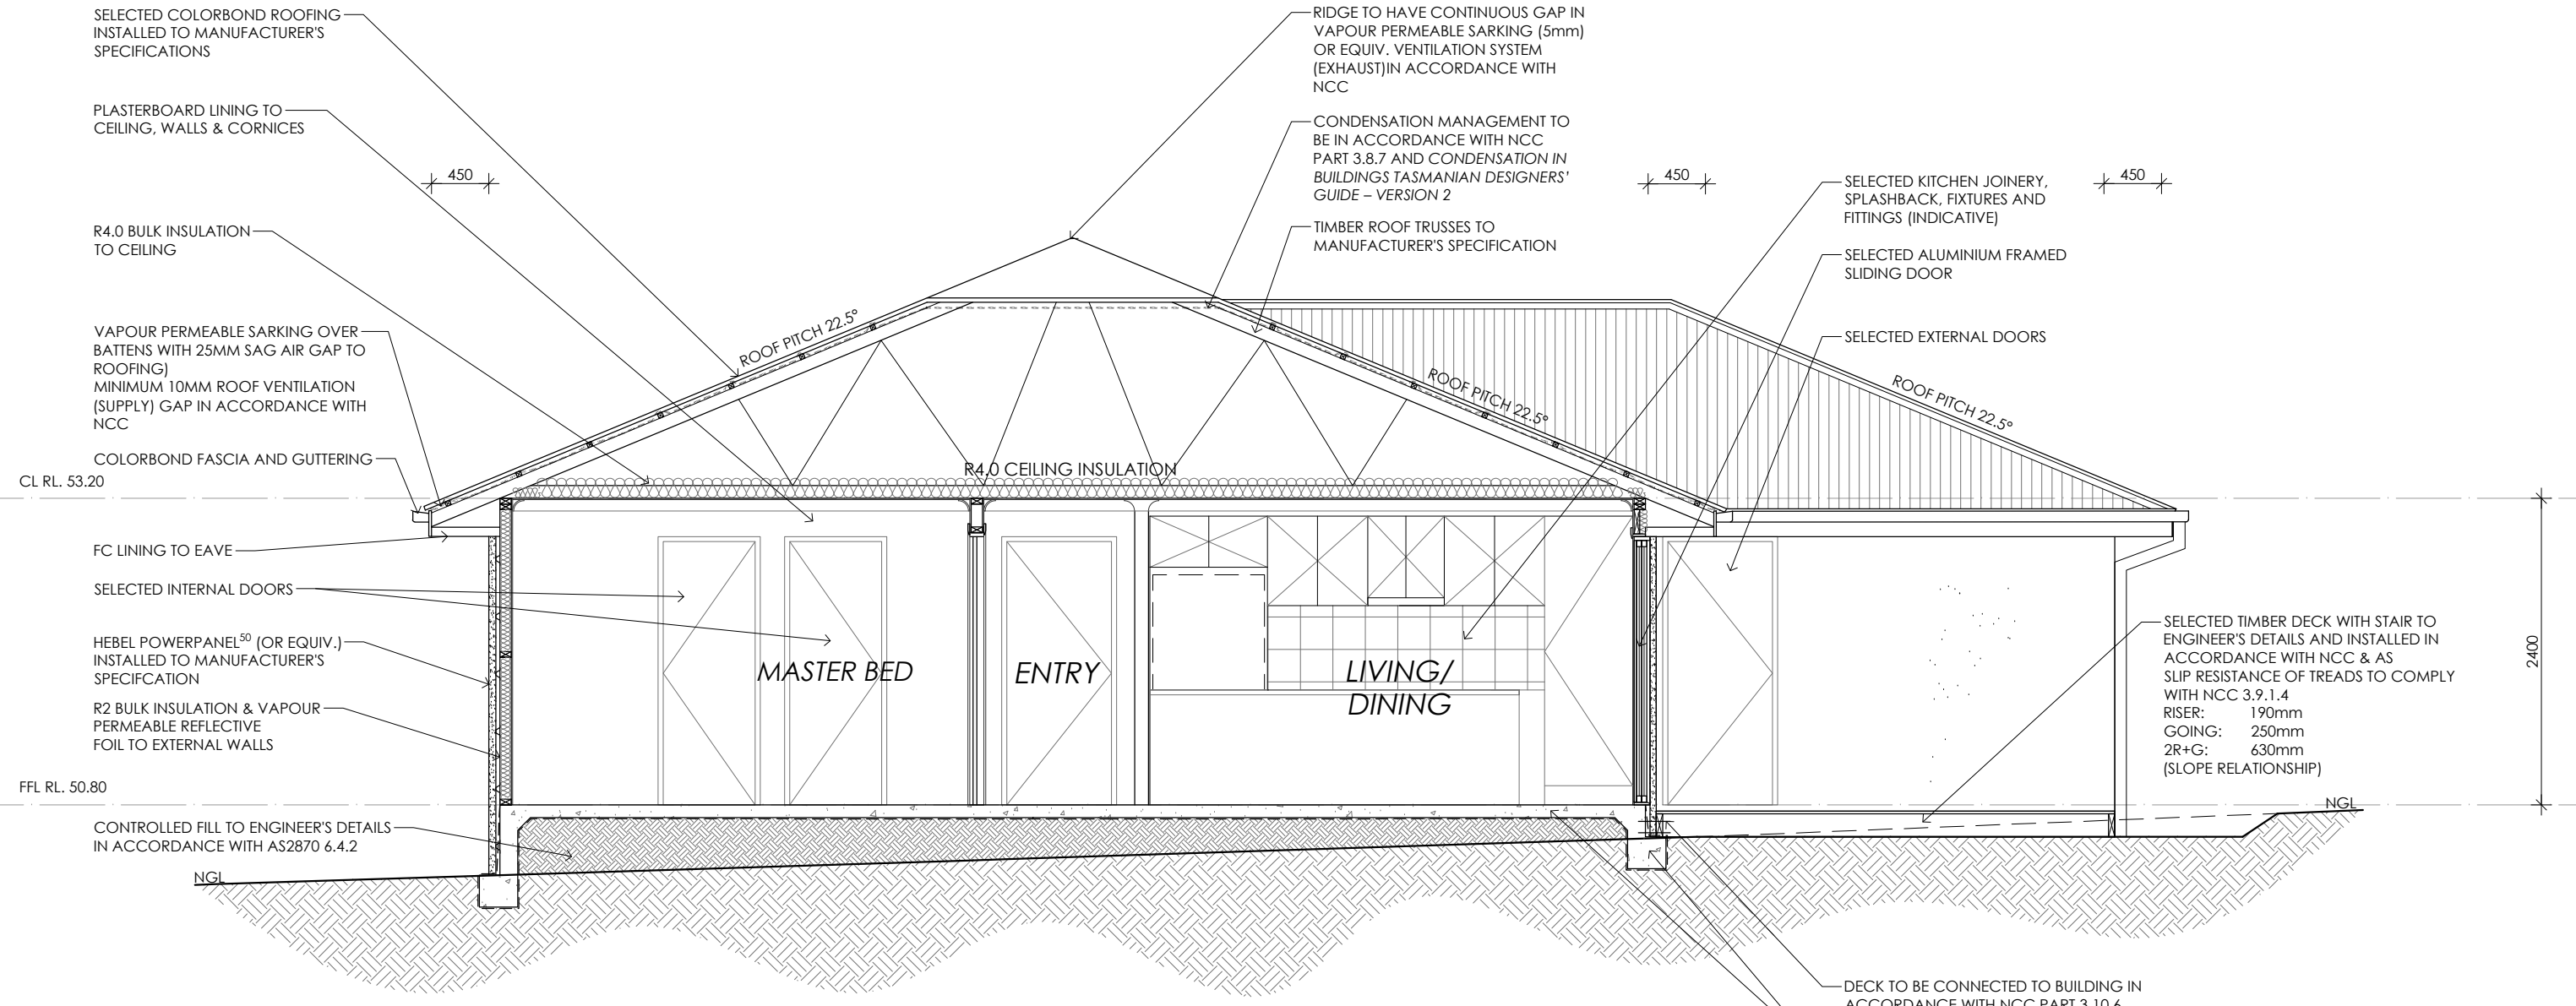 SELECTED COLORBOND ROOFING
INSTALLED TO MANUFACTURER'S
SPECIFICATIONS
PLASTERBOARD LINING TO
CEILING, WALLS & CORNICES
450
R4.0 BULK INSULATION
TO CEILING
VAPOUR PERMEABLE SARKING OVER
BATTENS WITH 25MM SAG AIR GAP TO
ROOFING)
MINIMUM 10MM ROOF VENTILATION
(SUPPLY) GAP IN ACCORDANCE WITH
NCC
COLORBOND FASCIA AND GUTTERING
CL RL. 53.20
FC LINING TO EAVE
SELECTED INTERNAL DOORS
HEBEL POWERPANEL50 (OR EQUIV.)
INSTALLED TO MANUFACTURER'S
SPECIFCATION
R2 BULK INSULATION & VAPOUR
PERMEABLE REFLECTIVE
FOIL TO EXTERNAL WALLS
FFL RL. 50.80
CONTROLLED FILL TO ENGINEER'S DETAILS
IN ACCORDANCE WITH AS2870 6.4.2
NGL
RIDGE TO HAVE CONTINUOUS GAP IN
VAPOUR PERMEABLE SARKING (5mm)
OR EQUIV. VENTILATION SYSTEM
(EXHAUST)IN ACCORDANCE WITH
NCC
CONDENSATION MANAGEMENT TO
BE IN ACCORDANCE WITH NCC
PART 3.8.7 AND CONDENSATION IN
BUILDINGS TASMANIAN DESIGNERS'
GUIDE – VERSION 2
TIMBER ROOF TRUSSES TO
MANUFACTURER'S SPECIFICATION
ROOF PITCH 22.5°
ROOF PITCH 22.5°
ROOF PITCH 22.5°
R4.0 CEILING INSULATION
MASTER BED
ENTRY
LIVING/
DINING
450
450
SELECTED KITCHEN JOINERY,
SPLASHBACK, FIXTURES AND
FITTINGS (INDICATIVE)
SELECTED ALUMINIUM FRAMED
SLIDING DOOR
SELECTED EXTERNAL DOORS
SELECTED TIMBER DECK WITH STAIR TO
ENGINEER'S DETAILS AND INSTALLED IN
ACCORDANCE WITH NCC & AS
SLIP RESISTANCE OF TREADS TO COMPLY
WITH NCC 3.9.1.4
RISER: 190mm
GOING: 250mm
2R+G: 630mm
(SLOPE RELATIONSHIP)
2400
NGL
DECK TO BE CONNECTED TO BUILDING IN
ACCORDANCE WITH NCC PART 3.10.6